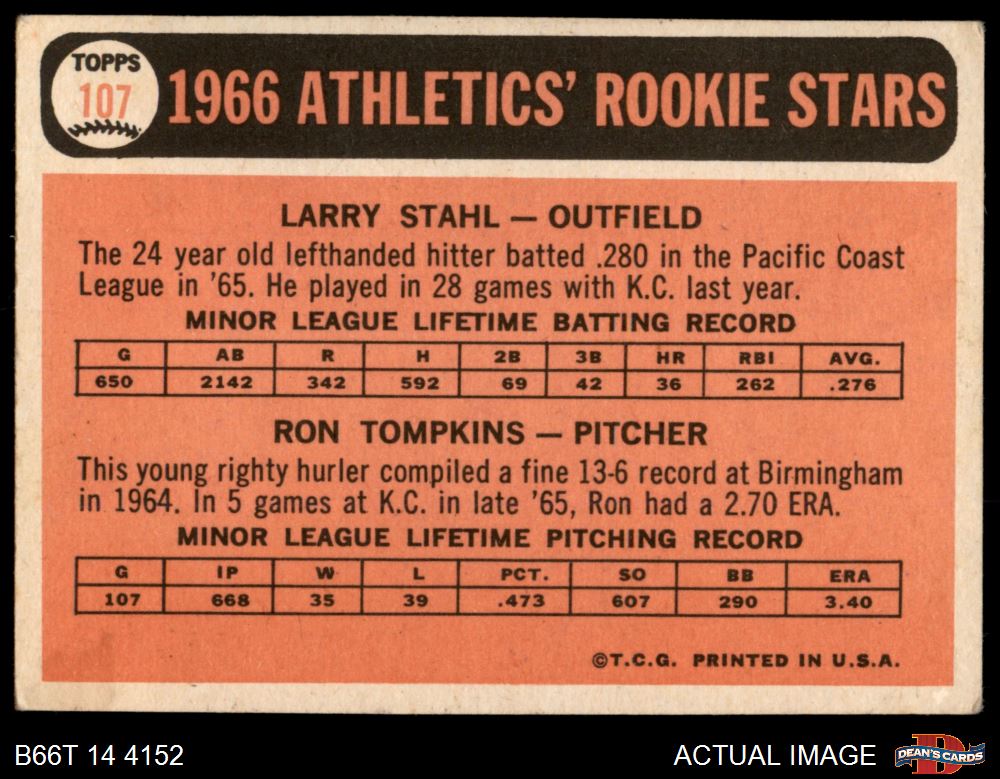 TOPPS
107
1966 ATHLETICS' ROOKIE STARS
LARRY STAHL — OUTFIELD
The 24 year old lefthanded hitter batted .280 in the Pacific Coast
League in '65. He played in 28 games with K.C. last year.
MINOR LEAGUE LIFETIME BATTING RECORD
G AB R H 2B 3B HR RBI AVG.
650 2142 342 592 69 42 36 262 .276
RON TOMPKINS — PITCHER
This young righty hurler compiled a fine 13-6 record at Birmingham
in 1964. In 5 games at K.C. in late '65, Ron had a 2.70 ERA.
MINOR LEAGUE LIFETIME PITCHING RECORD
G IP W L PCT. SO BB ERA
107 668 35 39 .473 607 290 3.40
©T.C.G. PRINTED IN U.S.A.
B66T 14 4152
ACTUAL IMAGE
DEAN'S CARDS